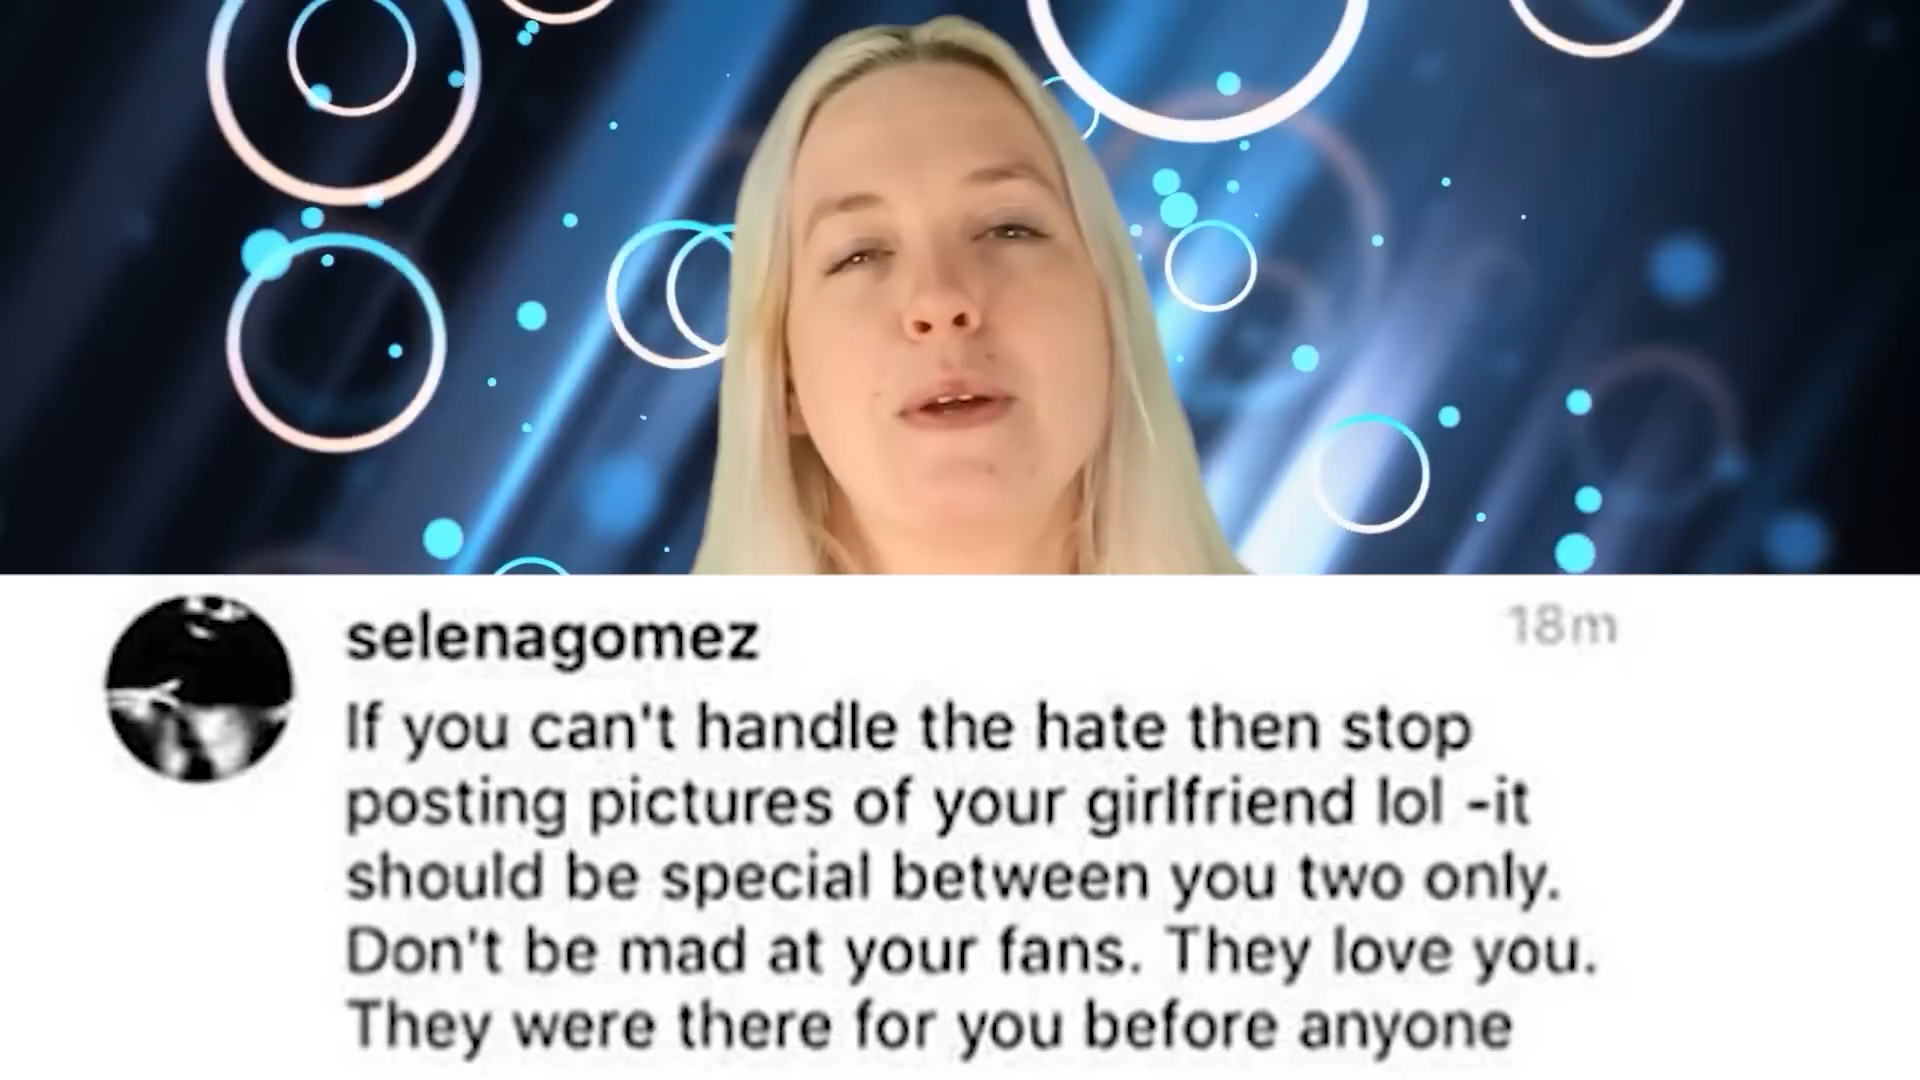 selenagomez
18m
If you can't handle the hate then stop
posting pictures of your girlfriend lol -it
should be special between you two only.
Don't be mad at your fans. They love you.
They were there for you before anyone